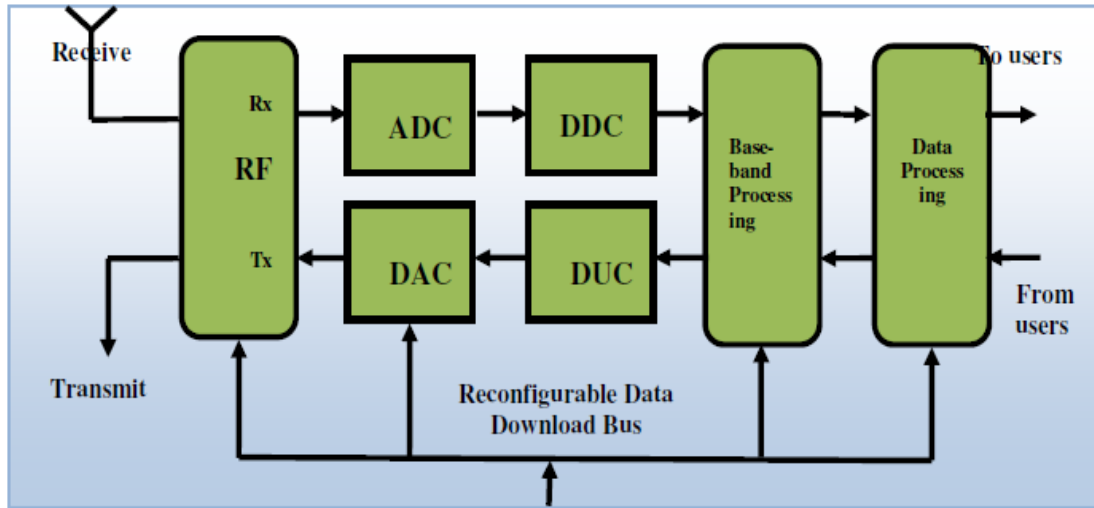 Receive
To users
Rx
RF
Tx
ADC
DDC
Base-
band
Process
ing
Data
Process
ing
DAC
DUC
From
users
Transmit
Reconfigurable Data
Download Bus